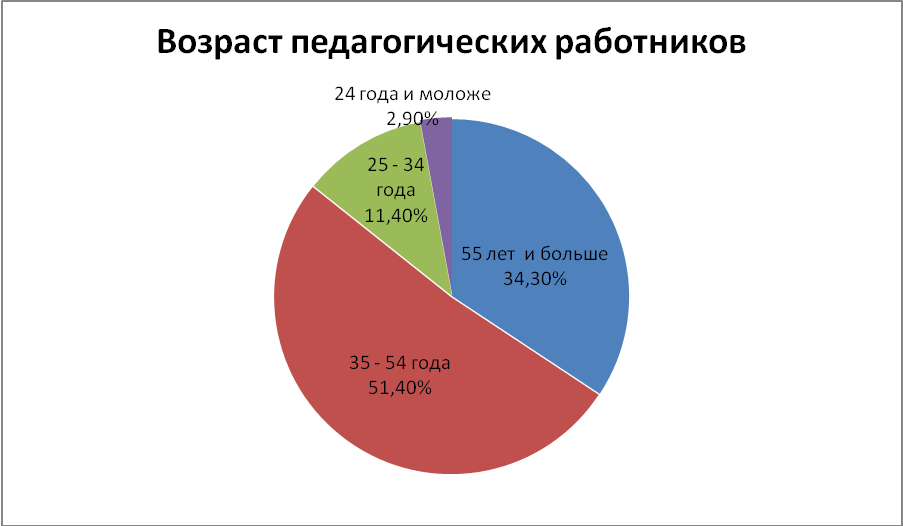 Возраст педагогических работников
24 года и моложе
2,90%
25 - 34
года
11,40%
55 лет  и больше
34,30%
35 - 54 года
51,40%